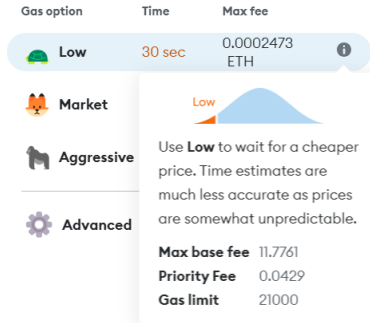 Gas option Time Max fee
Low 30 sec 0.0002473
ETH
Market
Aggressive
Advanced
Low
Use Low to wait for a cheaper
price. Time estimates are
much less accurate as prices
are somewhat unpredictable.
Max base fee 11.7761
Priority Fee 0.0429
Gas limit 21000